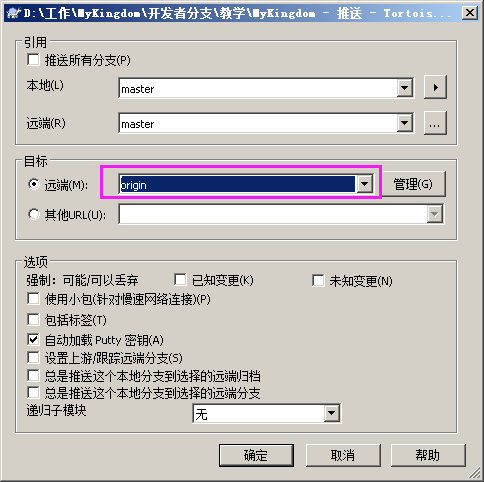 D:\工作\MyKingdom\开发者分支\教学\MyKingdom - 推送 - Tortois...
引用
推送所有分支(P)
本地(L) master
远端(R) master ...
目标
远端(M): origin 管理(G)
其他URL(U):
选项
强制: 可能/可以丢弃 已知变更(K) 未知变更(N)
使用小包(针对慢速网络连接)(P)
包括标签(T)
自动加载 Putty 密钥(A)
设置上游/跟踪远端分支(S)
总是推送这个本地分支到选择的远端归档
总是推送这个本地分支到选择的远端分支
递归子模块 无
确定 取消 帮助